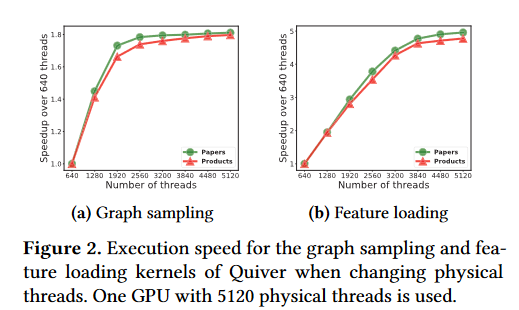 Speedup over 640 threads
1.8
1.6
1.4
1.2
1.0
Papers
Products
640 1280 1920 2560 3200 3840 4480 5120
Number of threads
(a) Graph sampling
Speedup over 640 threads
5
4
3
2
1
Papers
Products
640 1280 1920 2560 3200 3840 4480 5120
Number of threads
(b) Feature loading
Figure 2. Execution speed for the graph sampling and fea-
ture loading kernels of Quiver when changing physical
threads. One GPU with 5120 physical threads is used.